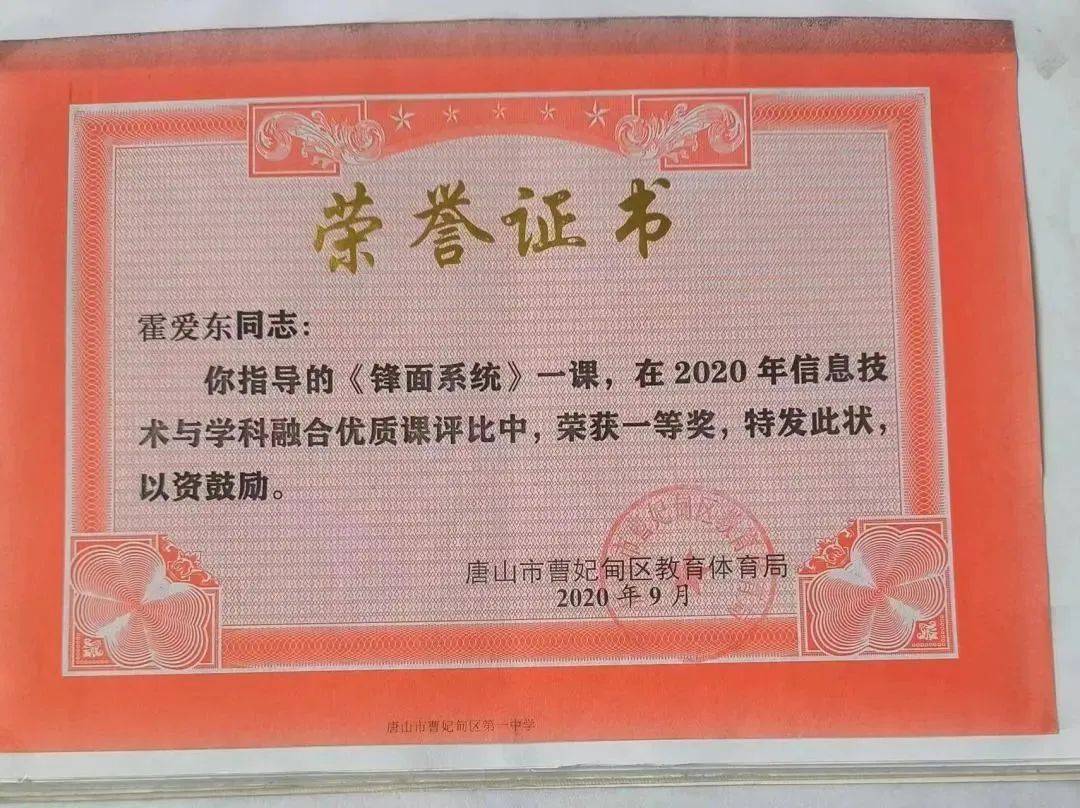 荣誉证书
霍爱东同志：
你指导的《锋面系统》一课，在2020年信息技
术与学科融合优质课评比中，荣获一等奖，特发此状，
以资鼓励。
唐山市曹妃甸区教育体育局
2020年9月
唐山市曹妃甸区第一中学